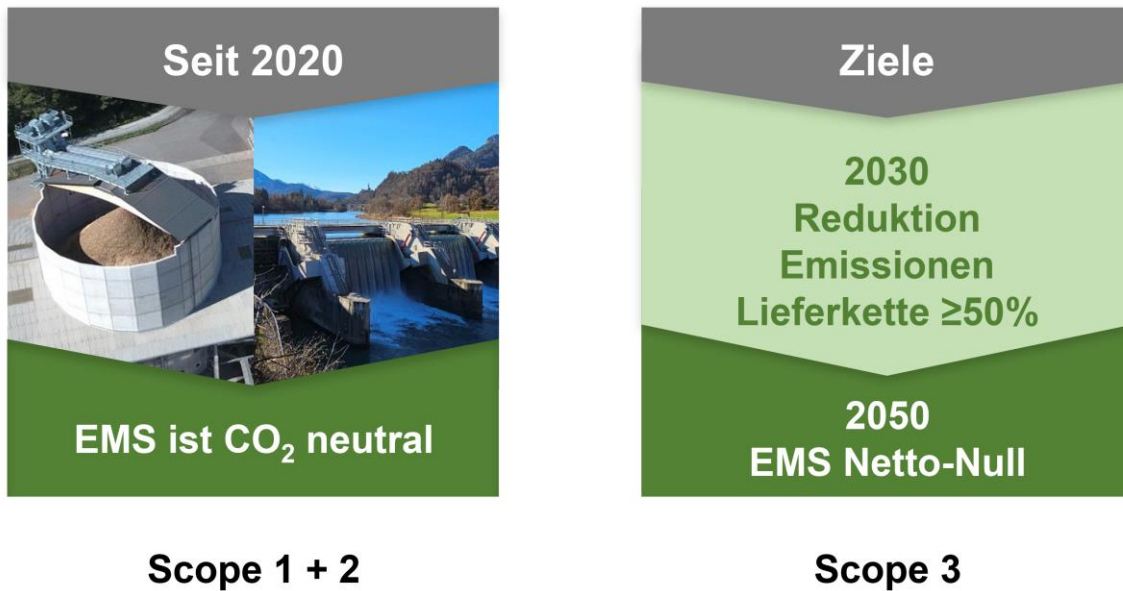 Seit 2020
EMS ist CO₂ neutral
Scope 1 + 2
Ziele
2030
Reduktion
Emissionen
Lieferkette ≥50%
2050
EMS Netto-Null
Scope 3